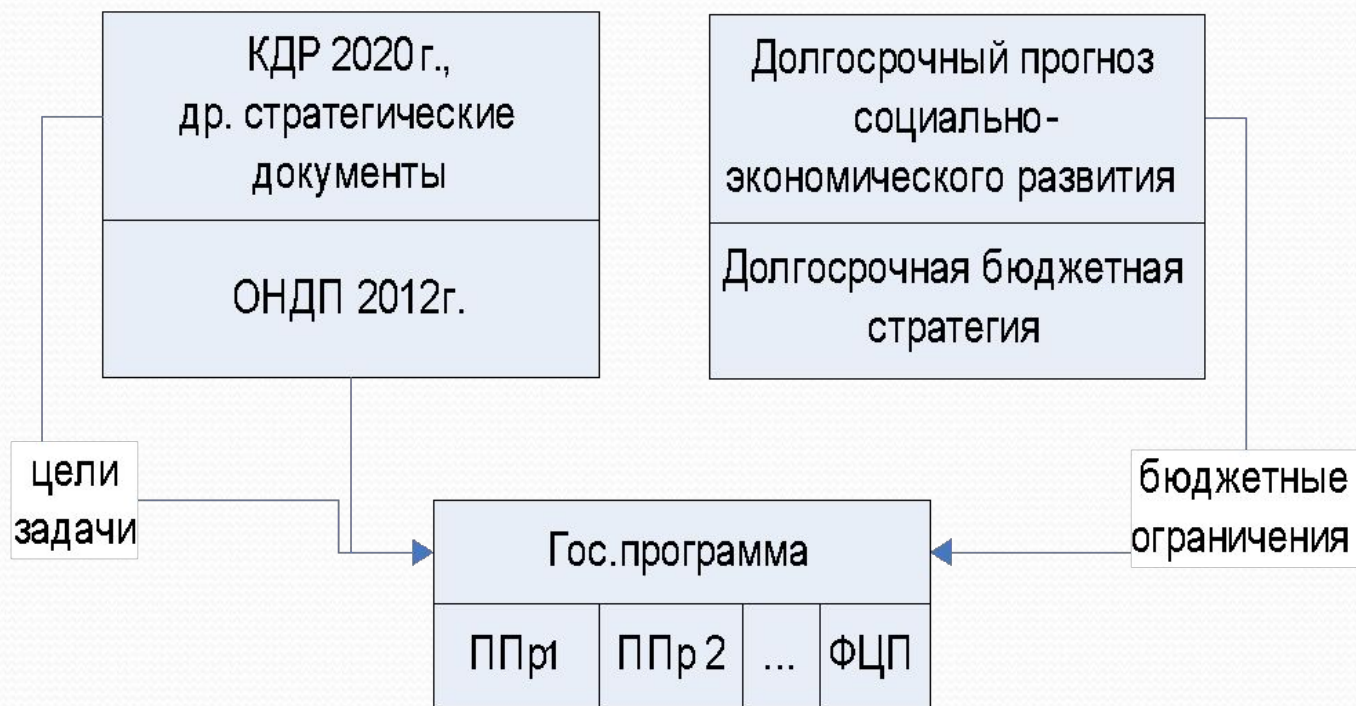 КДР 2020 г.,
др. стратегические
документы
ОНДП 2012г.
Долгосрочный прогноз
социально-
экономического развития
Долгосрочная бюджетная
стратегия
цели
задачи
бюджетные
ограничения
Гос.программа
ППр1 ППр 2 ... ФЦП